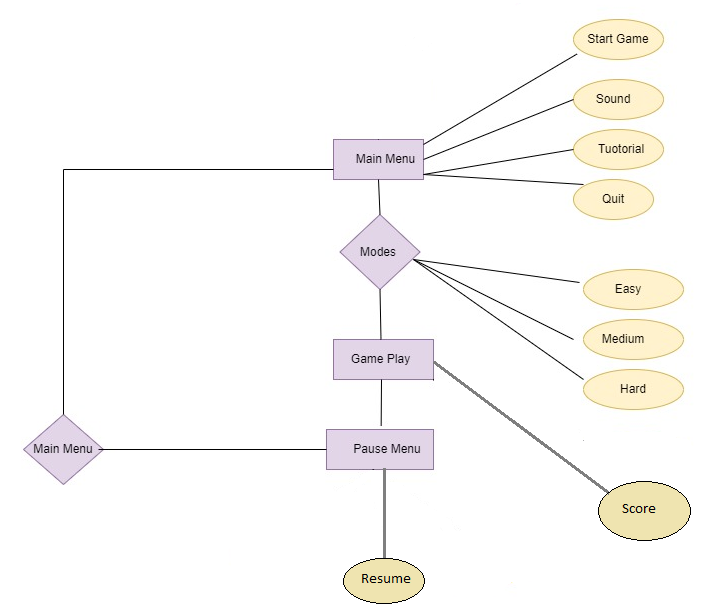 Start Game
Sound
Tuotorial
Main Menu
Quit
Modes
Easy
Medium
Game Play
Hard
Main Menu
Pause Menu
Score
Resume